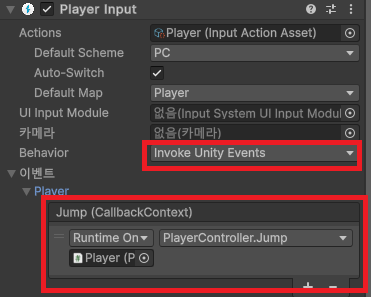 Player Input
Actions Player (Input Action Asset)
Default Scheme PC
Auto-Switch
Default Map Player
UI Input Module 없음(Input System UI Input Modul
카메라 없음(카메라)
Behavior Invoke Unity Events
이벤트
Player
Jump (CallbackContext)
Runtime On PlayerController.Jump
Player (P